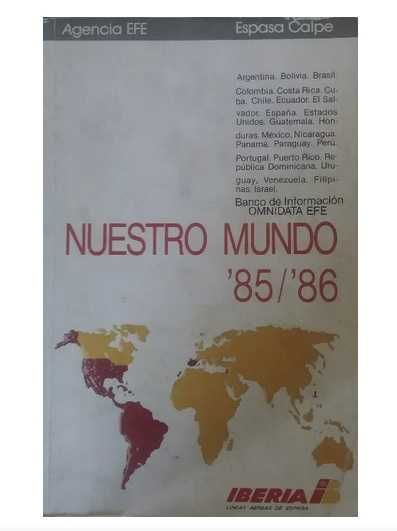 Agencia EFE
Espasa Calpe
Argentina. Bolivia. Brasil.
Colombia. Costa Rica. Cu-
ba. Chile. Ecuador. El Sal-
vador. España. Estados
Unidos. Guatemala. Hon-
duras. México. Nicaragua.
Panamá. Paraguay. Perú.
Portugal. Puerto Rico. Re-
pública Dominicana. Uru-
guay. Venezuela. Filipi-
nas. Israel.
Banco de Información
OMNIDATA EFE
NUESTRO MUNDO
'85/'86
IBERIA IB
LINEAS AEREAS DE ESPAÑA